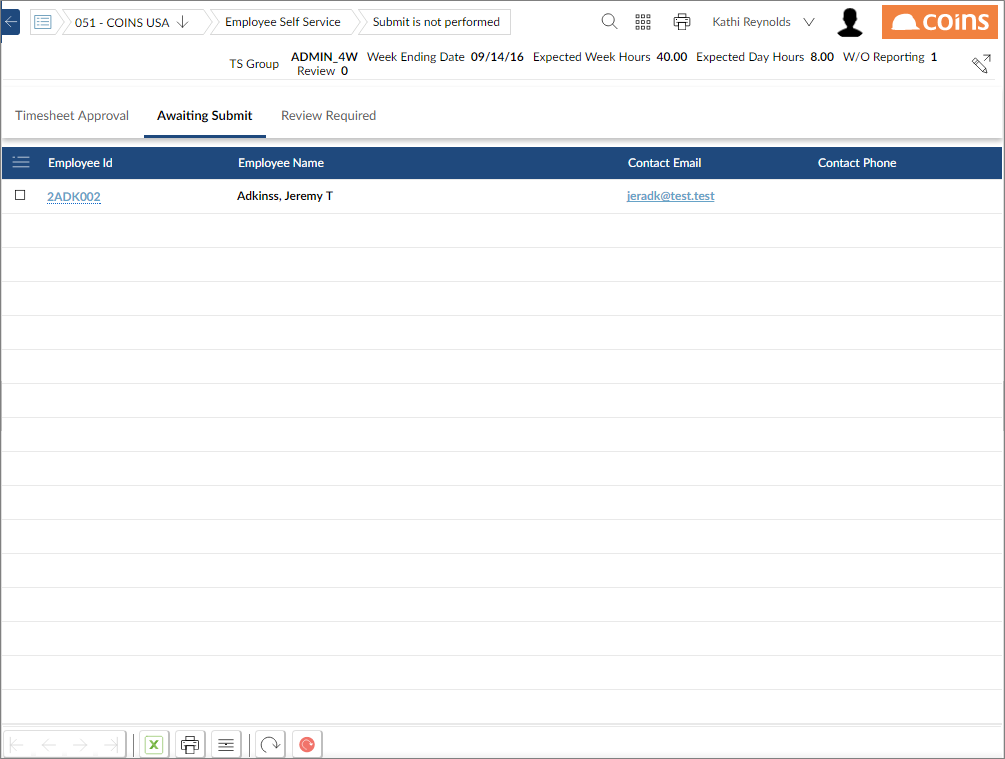 051 - COINS USA Employee Self Service Submit is not performed Kathi Reynolds coins
TS Group ADMIN_4W Week Ending Date 09/14/16 Expected Week Hours 40.00 Expected Day Hours 8.00 W/O Reporting 1
Review 0
Timesheet Approval Awaiting Submit Review Required
Employee Id Employee Name Contact Email Contact Phone
2ADK002 Adkinss, Jeremy T jeradk@test.test